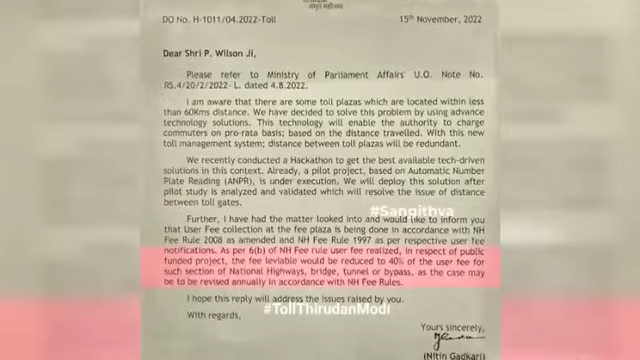 अमृत महोत्सव
DO No. H-1011/04.2022-Toll
15th November, 2022
Dear Shri P. Wilson Ji,
Please refer to Ministry of Parliament Affairs' U.O. Note No.
RS.4/20/2/2022- L. dated 4.8.2022.
I am aware that there are some toll plazas which are located within less
than 60Kms distance. We have decided to solve this problem by using advance
technology solutions. This technology will enable the authority to charge
commuters on pro-rata basis; based on the distance travelled. With this new
toll management system; distance between toll plazas will be redundant.
We recently conducted a Hackathon to get the best available tech-driven
solutions in this context. Already, a pilot project, based on Automatic Number
Plate Reading (ANPR), is under execution. We will deploy this solution after
pilot study is analyzed and validated which will resolve the issue of distance
between toll gates.
#Sangithya
Further, I have had the matter looked into and would like to inform you
that User Fee collection at the fee plaza is being done in accordance with NH
Fee Rule 2008 as amended and NH Fee Rule 1997 as per respective user fee
notifications. As per 6(b) of NH Fee rule user fee realized, in respect of public
funded project, the fee leviable would be reduced to 40% of the user fee for
such section of National Highways, bridge, tunnel or bypass, as the case may
be to be revised annually in accordance with NH Fee Rules.
I hope this reply will address the issues raised by you.
#TollThirudanModi
With regards,
Yours sincerely,
(Nitin Gadkari)